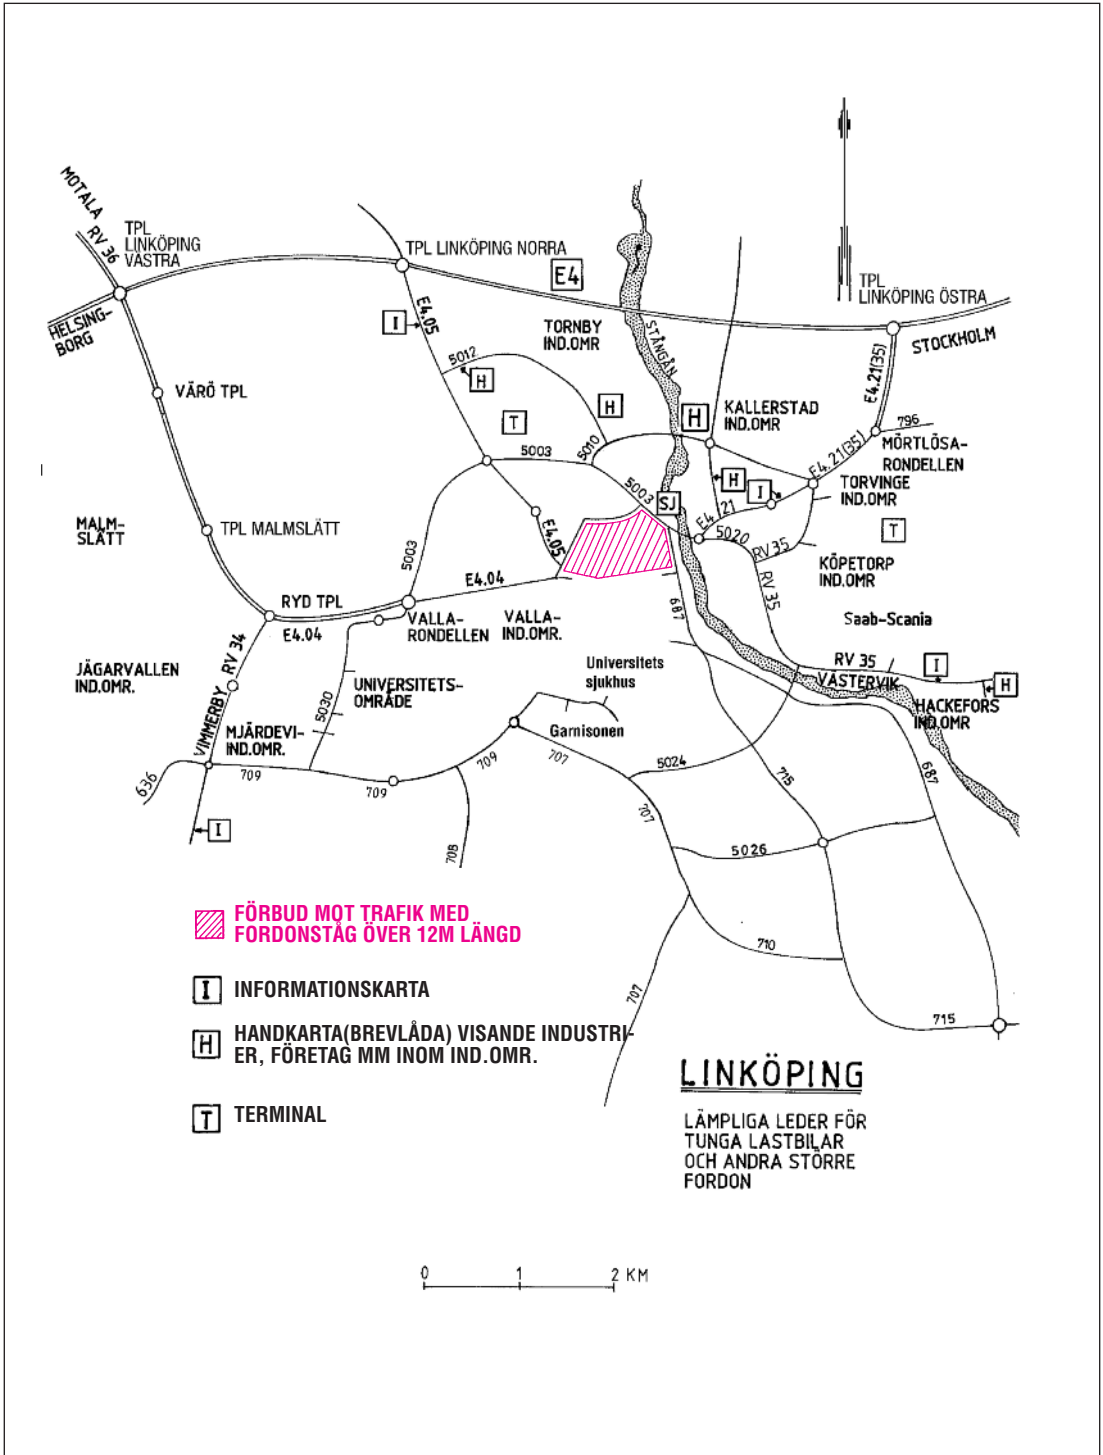 MOTALA
RV 36
TPL
LINKÖPING
VÄSTRA
TPL LINKÖPING NORRA
E4
TPL
LINKÖPING ÖSTRA
HELSING-
BORG
STOCKHOLM
E4.05
I
TORNBY
IND.OMR
STÅNGÅN
5012
H
VÄRÖ TPL
H
H
KALLERSTAD
IND.OMR
E4.21(35)
796
MÖRTLÖSA-
RONDELLEN
T
5003
5010
E4.21(35)
TORVINGE
IND.OMR
H
I
5003
SJ
E4.21
MALM-
SLÄTT
TPL MALMSLÄTT
E4.05
5020
RV 35
T
KÖPETORP
IND.OMR
5003
E4.04
RV 35
RYD TPL
E4.04
VALLA-
RONDELLEN
VALLA-
IND.OMR.
687
Saab-Scania
JÄGARVALLEN
IND.OMR.
VIMMERBY RV 34
UNIVERSITETS-
OMRÅDE
Universitets
sjukhus
RV 35
VÄSTERVIK
I
H
HACKEFORS
IND.OMR
5030
MJÄRDEVI-
IND.OMR.
Garnisonen
636
709
709
709
707
5024
715
687
I
708
707
5026
FÖRBUD MOT TRAFIK MED
FORDONSTÅG ÖVER 12M LÄNGD
710
I INFORMATIONSKARTA
707
715
H HANDKARTA(BREVLÅDA) VISANDE INDUSTRI-
ER, FÖRETAG MM INOM IND.OMR.
T TERMINAL
LINKÖPING
LÄMPLIGA LEDER FÖR
TUNGA LASTBILAR
OCH ANDRA STÖRRE
FORDON
0 1 2 KM